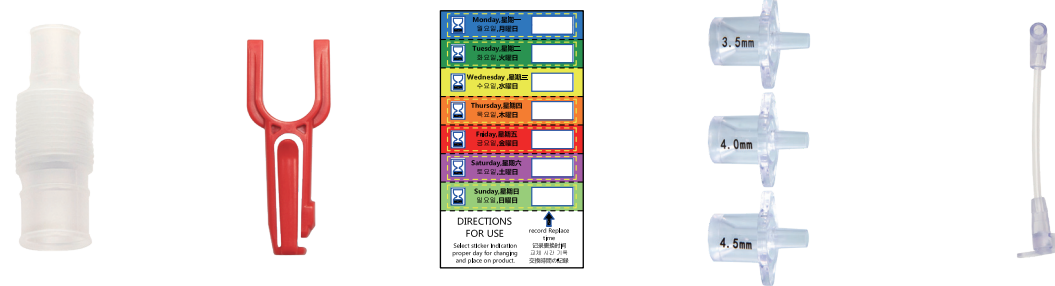 Monday,星期一
월요일,月曜日
Tuesday,星期二
화요일,火曜日
Wednesday ,星期三
수요일,水曜日
Thursday,星期四
목요일,木曜日
Friday,星期五
금요일,金曜日
Saturday,星期六
토요일,土曜日
Sunday,星期日
일요일,日曜日
DIRECTIONS
FOR USE
Select sticker indication
proper day for changing
and place on product.
record Replace
time
记录更换时间
교체 시간 기록
交換時間の記録
3.5mm
4.0mm
4.5mm